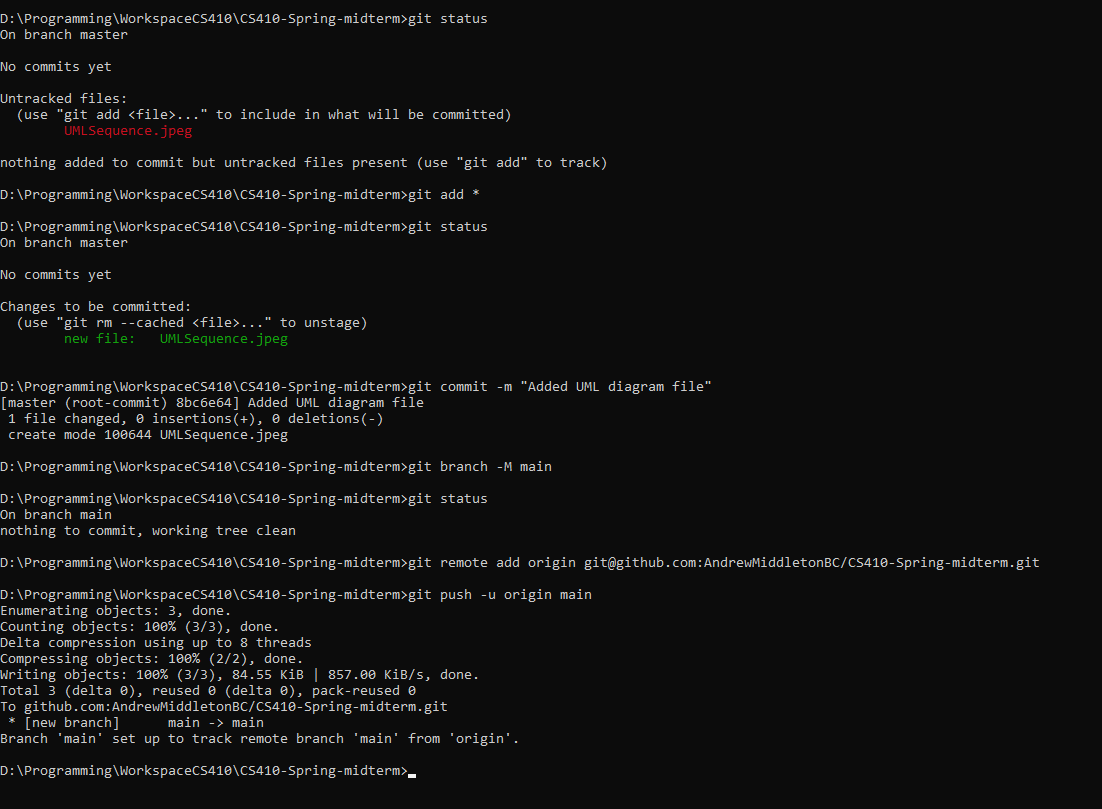 D:\Programming\WorkspaceCS410\CS410-Spring-midterm>git status
On branch master
No commits yet
Untracked files:
  (use "git add <file>..." to include in what will be committed)
        UMLSequence.jpeg
nothing added to commit but untracked files present (use "git add" to track)
D:\Programming\WorkspaceCS410\CS410-Spring-midterm>git add *
D:\Programming\WorkspaceCS410\CS410-Spring-midterm>git status
On branch master
No commits yet
Changes to be committed:
  (use "git rm --cached <file>..." to unstage)
        new file:   UMLSequence.jpeg
D:\Programming\WorkspaceCS410\CS410-Spring-midterm>git commit -m "Added UML diagram file"
[master (root-commit) 8bc6e64] Added UML diagram file
 1 file changed, 0 insertions(+), 0 deletions(-)
 create mode 100644 UMLSequence.jpeg
D:\Programming\WorkspaceCS410\CS410-Spring-midterm>git branch -M main
D:\Programming\WorkspaceCS410\CS410-Spring-midterm>git status
On branch main
nothing to commit, working tree clean
D:\Programming\WorkspaceCS410\CS410-Spring-midterm>git remote add origin git@github.com:AndrewMiddletonBC/CS410-Spring-midterm.git
D:\Programming\WorkspaceCS410\CS410-Spring-midterm>git push -u origin main
Enumerating objects: 3, done.
Counting objects: 100% (3/3), done.
Delta compression using up to 8 threads
Compressing objects: 100% (2/2), done.
Writing objects: 100% (3/3), 84.55 KiB | 857.00 KiB/s, done.
Total 3 (delta 0), reused 0 (delta 0), pack-reused 0
To github.com:AndrewMiddletonBC/CS410-Spring-midterm.git
 * [new branch]      main -> main
Branch 'main' set up to track remote branch 'main' from 'origin'.
D:\Programming\WorkspaceCS410\CS410-Spring-midterm>